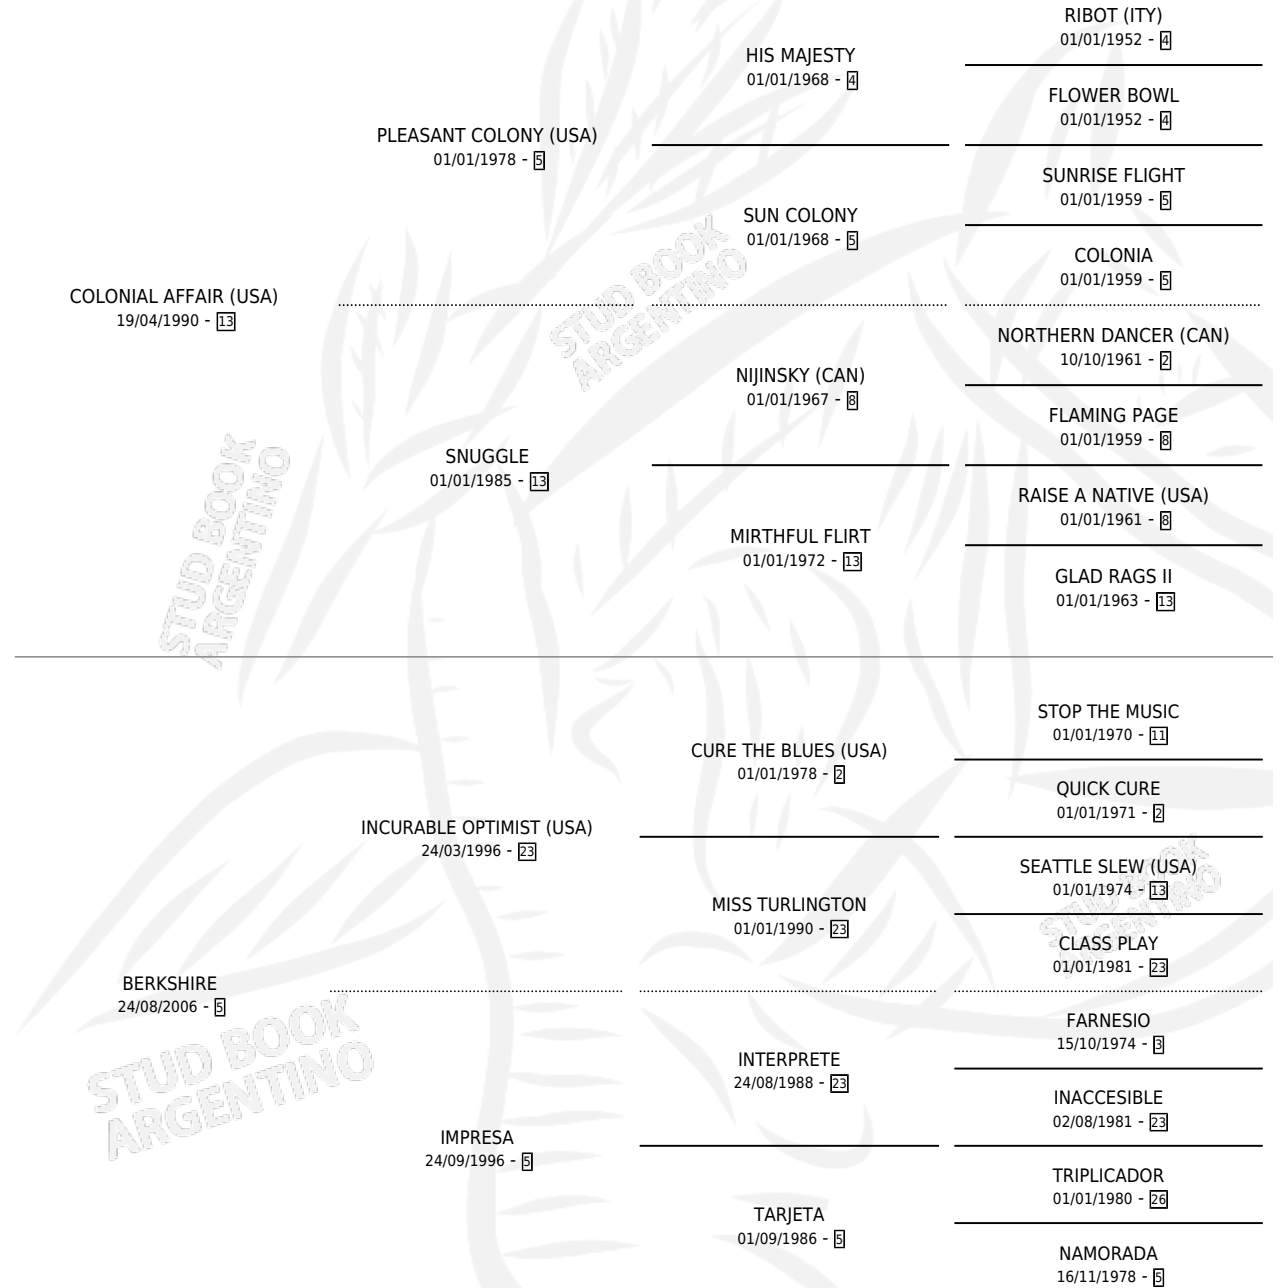 RIBOT (ITY)
01/01/1952 - 4
HIS MAJESTY
01/01/1968 - 4
FLOWER BOWL
01/01/1952 - 4
PLEASANT COLONY (USA)
01/01/1978 - 5
SUNRISE FLIGHT
01/01/1959 - 5
SUN COLONY
01/01/1968 - 5
COLONIA
01/01/1959 - 5
COLONIAL AFFAIR (USA)
19/04/1990 - 13
NORTHERN DANCER (CAN)
10/10/1961 - 2
NIJINSKY (CAN)
01/01/1967 - 8
FLAMING PAGE
01/01/1959 - 8
SNUGGLE
01/01/1985 - 13
RAISE A NATIVE (USA)
01/01/1961 - 8
MIRTHFUL FLIRT
01/01/1972 - 13
GLAD RAGS II
01/01/1963 - 13
STUD BOOK
ARGENTINO
STUD BOOK
ARGENTINO
STOP THE MUSIC
01/01/1970 - 11
CURE THE BLUES (USA)
01/01/1978 - 2
QUICK CURE
01/01/1971 - 2
INCURABLE OPTIMIST (USA)
24/03/1996 - 23
SEATTLE SLEW (USA)
01/01/1974 - 13
MISS TURLINGTON
01/01/1990 - 23
CLASS PLAY
01/01/1981 - 23
BERKSHIRE
24/08/2006 - 5
FARNESIO
15/10/1974 - 3
INTERPRETE
24/08/1988 - 23
INACCESIBLE
02/08/1981 - 23
IMPRESA
24/09/1996 - 5
TRIPLICADOR
01/01/1980 - 26
TARJETA
01/09/1986 - 5
NAMORADA
16/11/1978 - 5
STUD BOOK
ARGENTINO
STUD BOOK
ARGENTINO